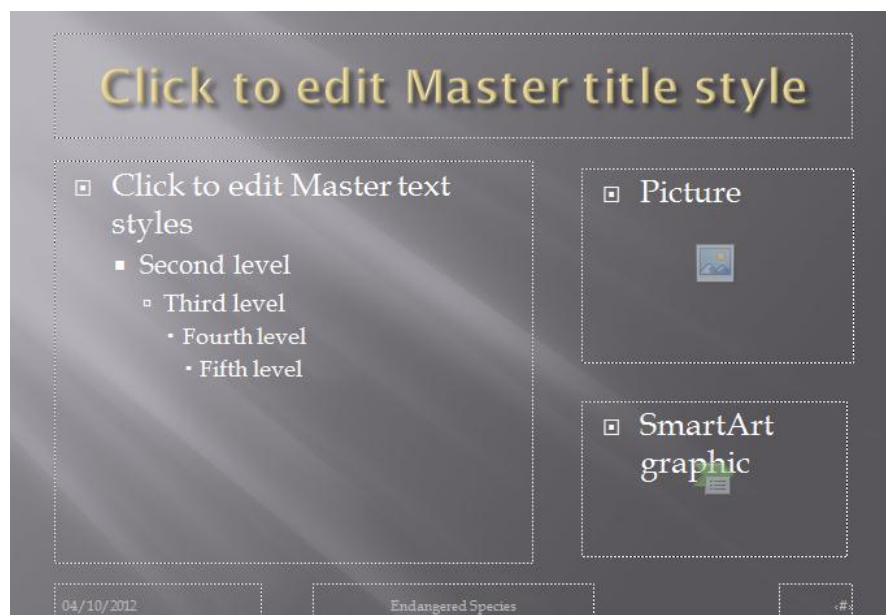 Click to edit Master title style
Click to edit Master text
styles
Second level
Third level
Fourth level
Fifth level
Picture
SmartArt
graphic
04/10/2012
Endangered Species
‹#›